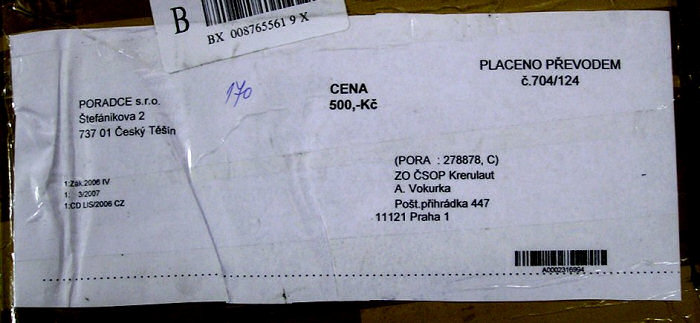 B
BX 008765561 9 X
PLACENO PŘEVODEM
č.704/124
170
CENA
500,-Kč
PORADCE s.r.o.
Štefánikova 2
737 01 Český Těšín
(PORA : 278878, C)
ZO ČSOP Krerulaut
A. Vokurka
Pošt.přihrádka 447
11121 Praha 1
1;Zák.2006 IV
1; 3/2007
1;CD LIS/2006 CZ
A0002316994